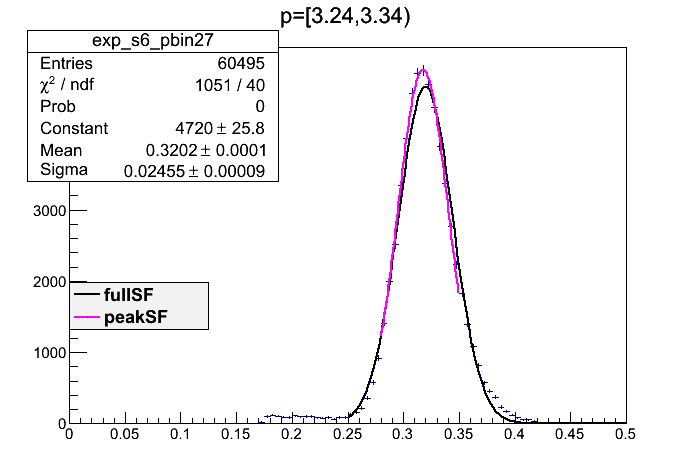 p=[3.24,3.34)
exp_s6_pbin27
Entries 60495
χ² / ndf 1051 / 40
Prob 0
Constant 4720 ± 25.8
Mean 0.3202 ± 0.0001
Sigma 0.02455 ± 0.00009
3000
2000
fullSF
peakSF
1000
0
0 0.05 0.1 0.15 0.2 0.25 0.3 0.35 0.4 0.45 0.5